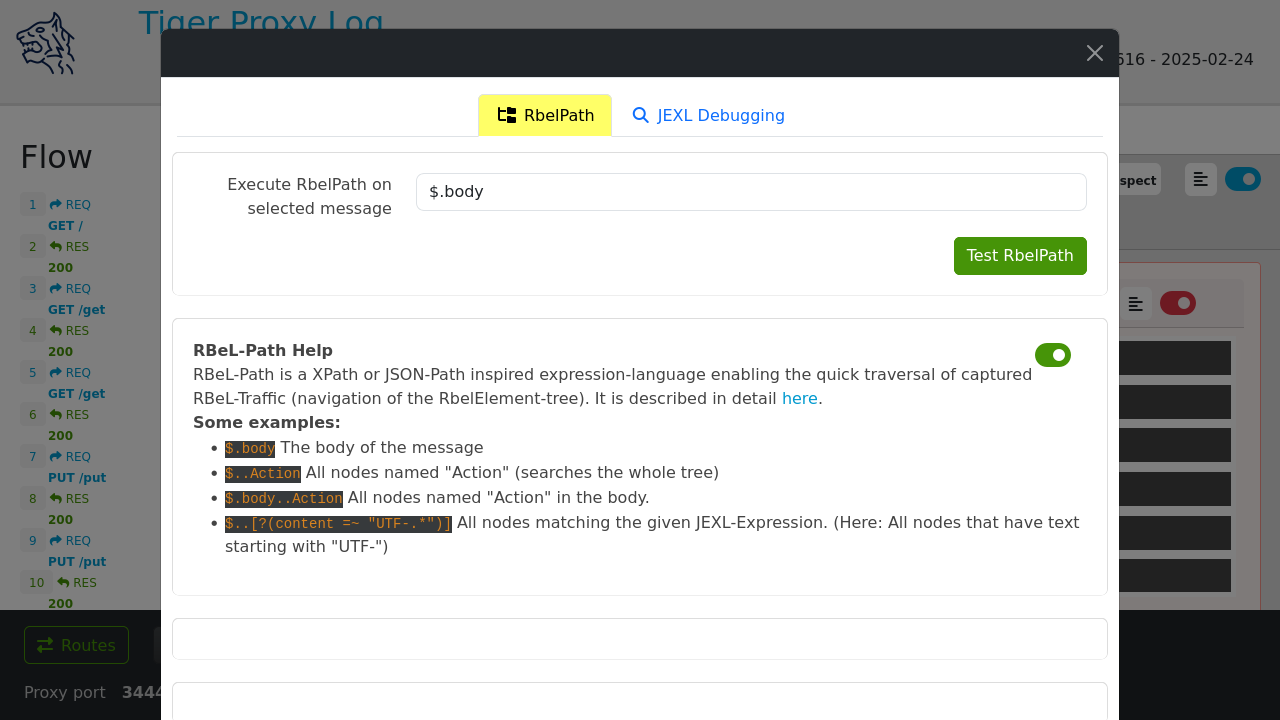 Tiger Proxy Log
616 - 2025-02-24
RbelPath
JEXL Debugging
Flow
1 REQ
GET /
2 RES
200
3 REQ
GET /get
4 RES
200
5 REQ
GET /get
6 RES
200
7 REQ
PUT /put
8 RES
200
9 REQ
PUT /put
10 RES
200
Execute RbelPath on
selected message
$.body
Test RbelPath
spect
RBeL-Path Help
RBeL-Path is a XPath or JSON-Path inspired expression-language enabling the quick traversal of captured
RBeL-Traffic (navigation of the RbelElement-tree). It is described in detail here.
Some examples:
• $.body The body of the message
• $..Action All nodes named "Action" (searches the whole tree)
• $.body..Action All nodes named "Action" in the body.
• $..[?(content =~ "UTF-.*")] All nodes matching the given JEXL-Expression. (Here: All nodes that have text
starting with "UTF-")
Routes
Proxy port 3444